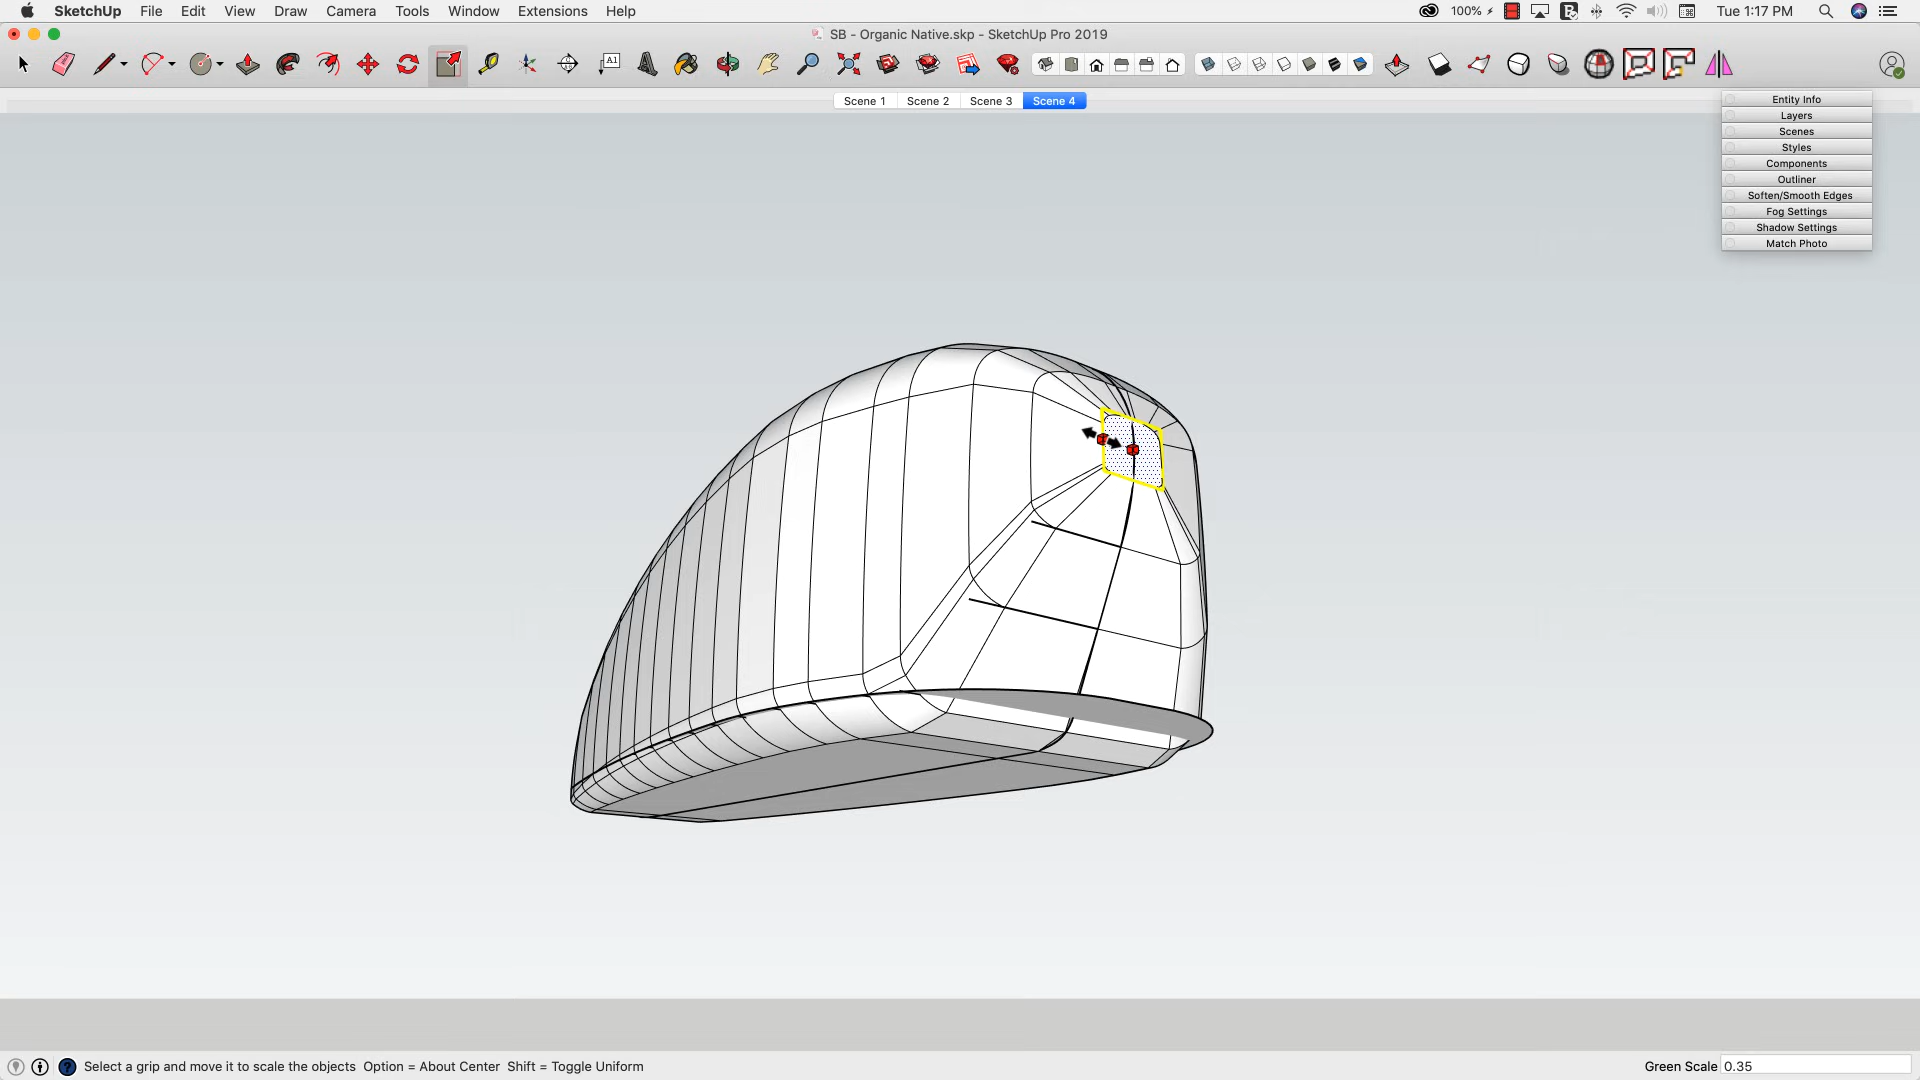 SketchUp File Edit View Draw Camera Tools Window Extensions Help 100% Tue 1:17 PM
SB - Organic Native.skp - SketchUp Pro 2019
A1
Scene 1 Scene 2 Scene 3 Scene 4
Entity Info
Layers
Scenes
Styles
Components
Outliner
Soften/Smooth Edges
Fog Settings
Shadow Settings
Match Photo
Select a grip and move it to scale the objects Option = About Center Shift = Toggle Uniform Green Scale 0.35